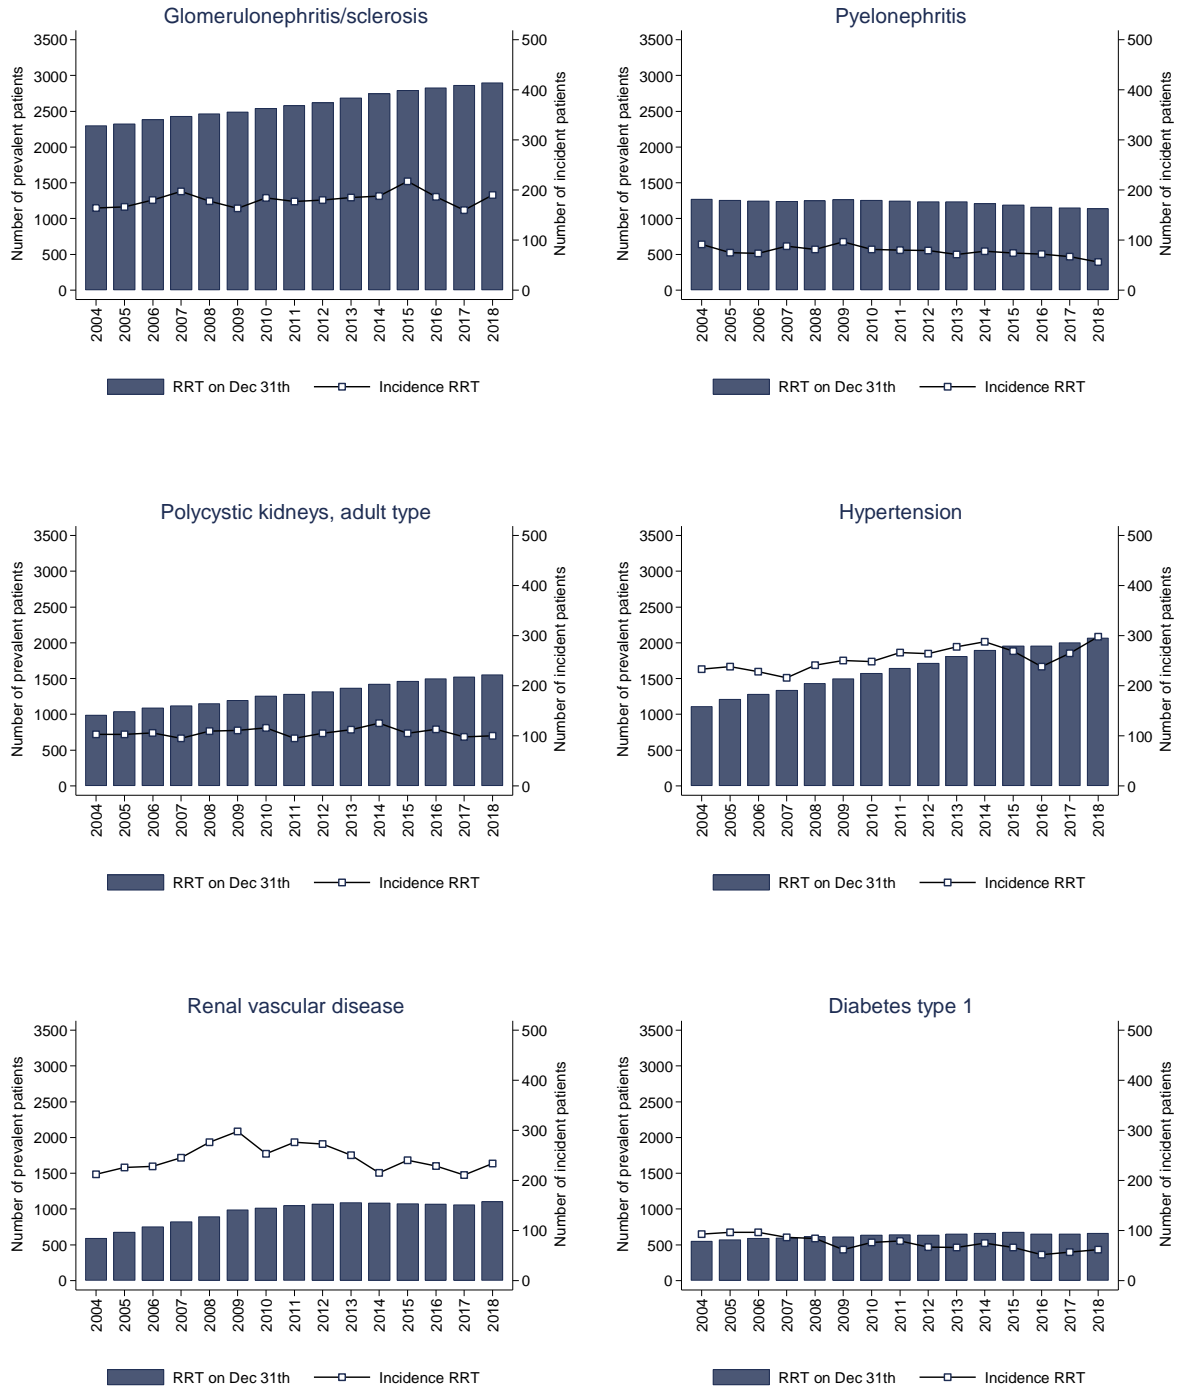 Glomerulonephritis/sclerosis
Number of prevalent patients
3500
3000
2500
2000
1500
1000
500
0
500
400
300
200
100
0
Number of incident patients
2004 2005 2006 2007 2008 2009 2010 2011 2012 2013 2014 2015 2016 2017 2018
RRT on Dec 31th Incidence RRT
Pyelonephritis
Number of prevalent patients
3500
3000
2500
2000
1500
1000
500
0
500
400
300
200
100
0
Number of incident patients
2004 2005 2006 2007 2008 2009 2010 2011 2012 2013 2014 2015 2016 2017 2018
RRT on Dec 31th Incidence RRT
Polycystic kidneys, adult type
Number of prevalent patients
3500
3000
2500
2000
1500
1000
500
0
500
400
300
200
100
0
Number of incident patients
2004 2005 2006 2007 2008 2009 2010 2011 2012 2013 2014 2015 2016 2017 2018
RRT on Dec 31th Incidence RRT
Hypertension
Number of prevalent patients
3500
3000
2500
2000
1500
1000
500
0
500
400
300
200
100
0
Number of incident patients
2004 2005 2006 2007 2008 2009 2010 2011 2012 2013 2014 2015 2016 2017 2018
RRT on Dec 31th Incidence RRT
Renal vascular disease
Number of prevalent patients
3500
3000
2500
2000
1500
1000
500
0
500
400
300
200
100
0
Number of incident patients
2004 2005 2006 2007 2008 2009 2010 2011 2012 2013 2014 2015 2016 2017 2018
RRT on Dec 31th Incidence RRT
Diabetes type 1
Number of prevalent patients
3500
3000
2500
2000
1500
1000
500
0
500
400
300
200
100
0
Number of incident patients
2004 2005 2006 2007 2008 2009 2010 2011 2012 2013 2014 2015 2016 2017 2018
RRT on Dec 31th Incidence RRT